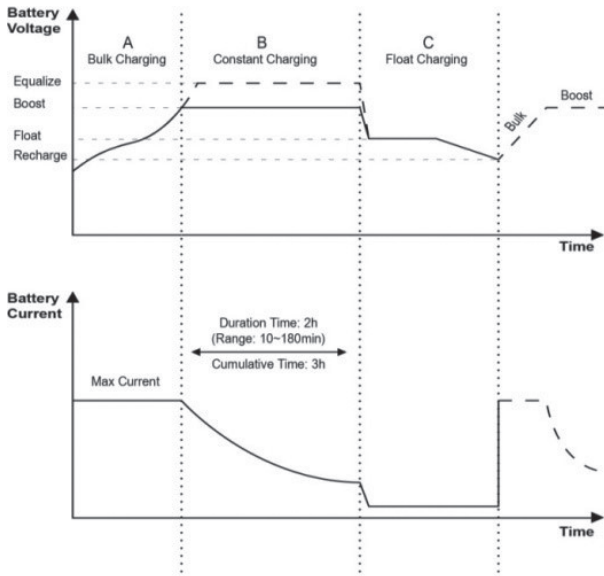 Battery
Voltage
A
Bulk Charging
B
Constant Charging
C
Float Charging
Equalize
Boost
Float
Recharge
Bulk
Boost
Time
Battery
Current
Duration Time: 2h
(Range: 10~180min)
Cumulative Time: 3h
Max Current
Time